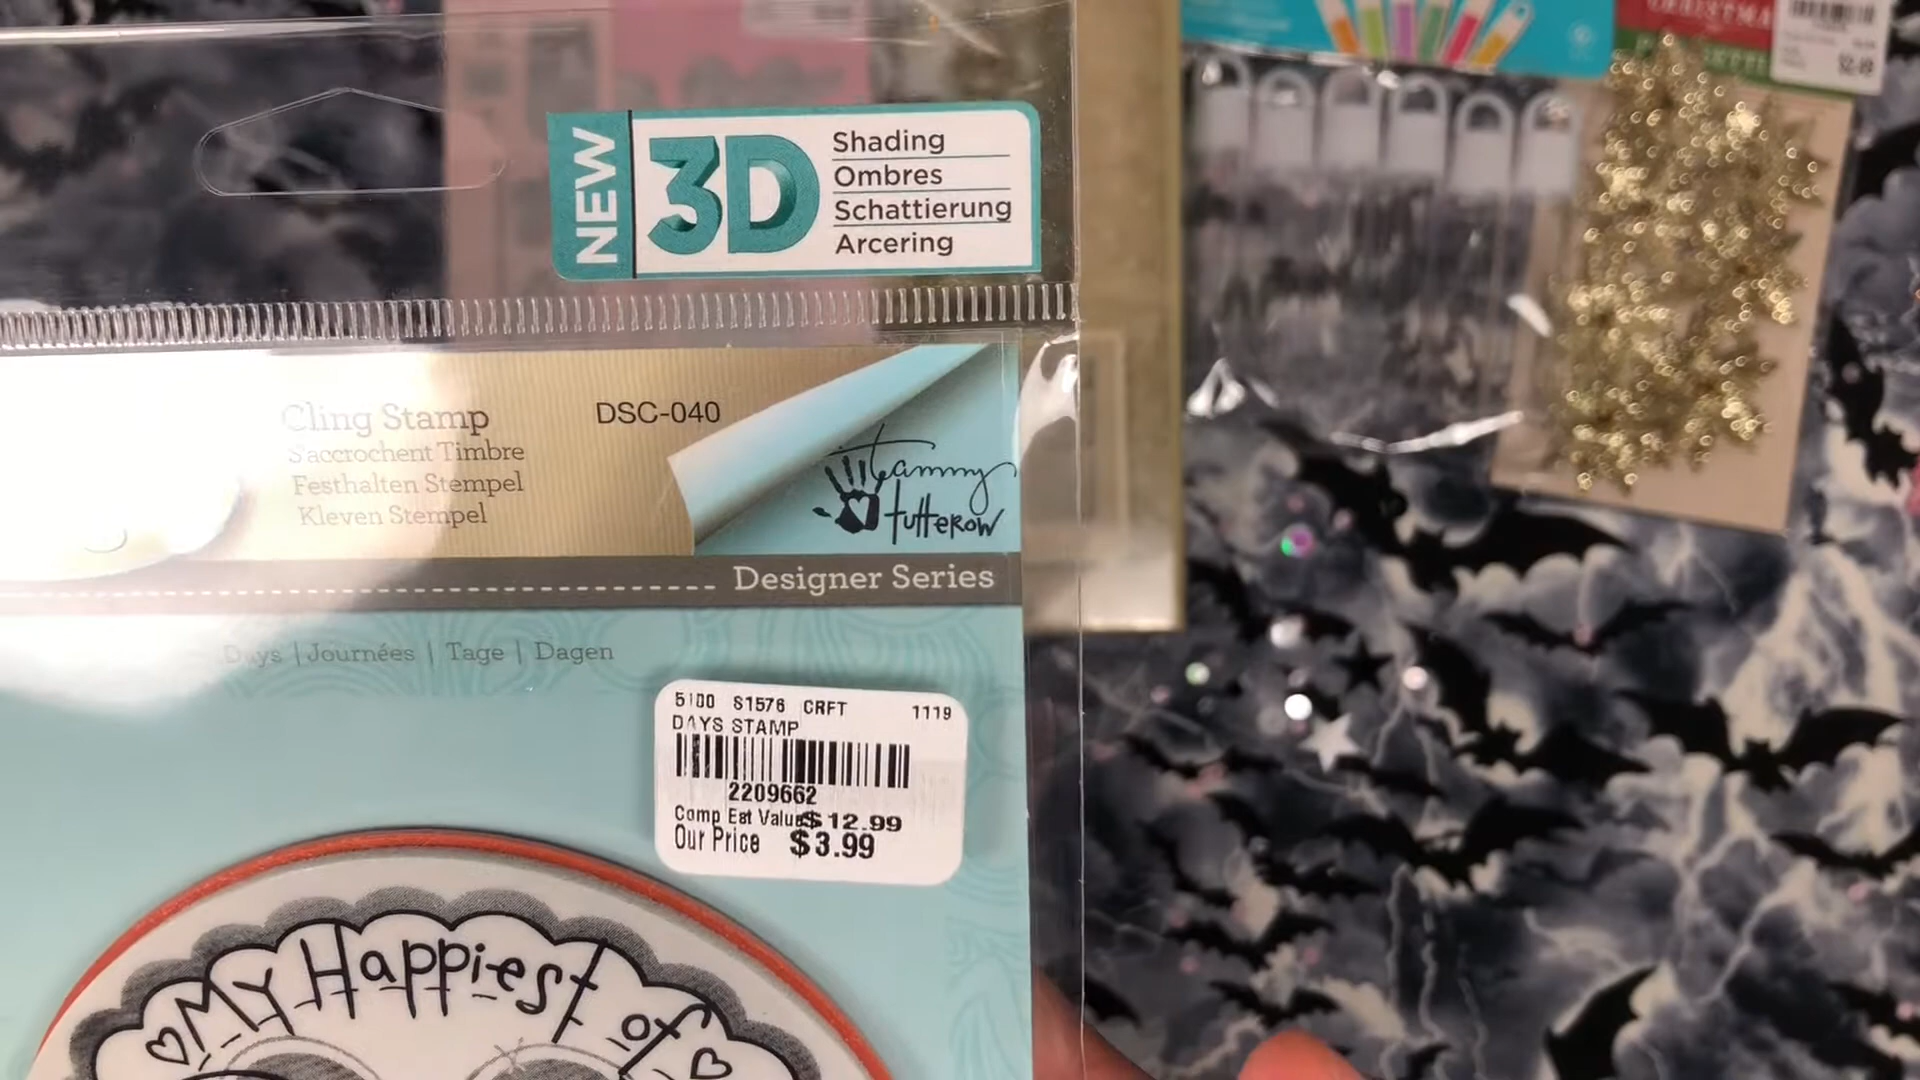 NEW
3D
Shading
Ombres
Schattierung
Arcering
Cling Stamp
S'accrochent Timbre
Festhalten Stempel
Kleven Stempel
DSC-040
tammy
tutterow
Designer Series
Days | Journées | Tage | Dagen
5100 S1576 CRFT 1119
DAYS STAMP
2209662
Comp Est Value $12.99
Our Price $3.99
My Happiest of